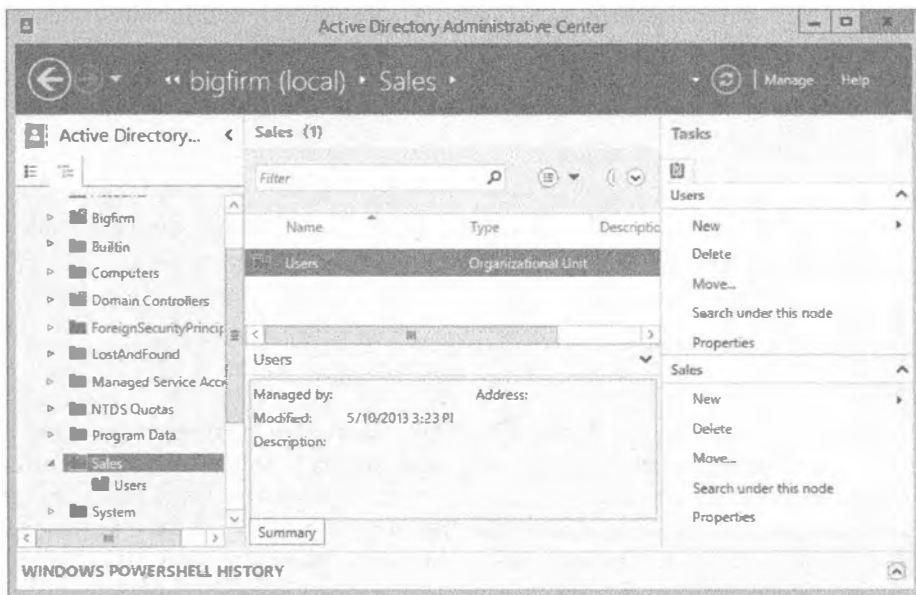 Active Directory Administrative Center
bigfirm (local) Sales
Manage Help
Active Directory...
Bigfirm
Builtin
Computers
Domain Controllers
ForeignSecurityPrincip
LostAndFound
Managed Service Acc
NTDS Quotas
Program Data
Sales
Users
System
Sales (1)
Filter
Name Type Descriptic
Users Organizational Unit
Users
Managed by: Address:
Modified: 5/10/2013 3:23 PI
Description:
Summary
Tasks
Users
New
Delete
Move...
Search under this node
Properties
Sales
New
Delete
Move...
Search under this node
Properties
WINDOWS POWERSHELL HISTORY